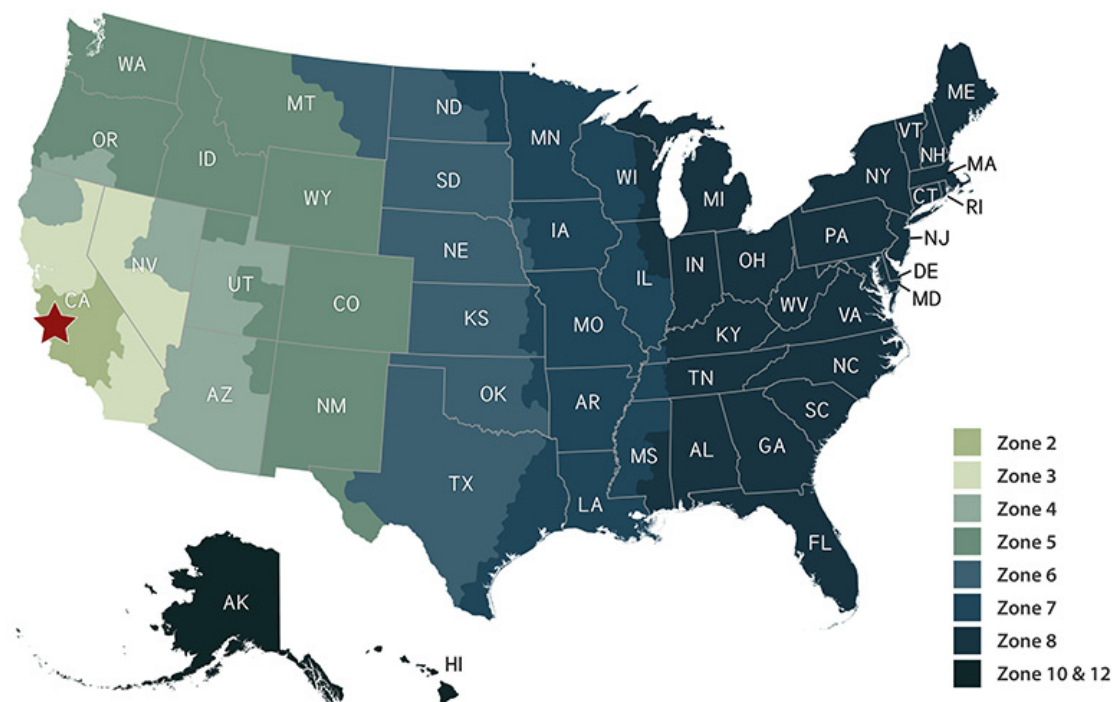 WA
MT
ND
MN
ME
OR
ID
VT
NH
MA
SD
WI
MI
NY
CT
RI
WY
IA
PA
NJ
NE
NV
UT
IL
IN
OH
DE
MD
CA
CO
KS
MO
WV
VA
KY
AZ
NM
OK
AR
TN
NC
SC
TX
MS
AL
GA
LA
FL
AK
HI
Zone 2
Zone 3
Zone 4
Zone 5
Zone 6
Zone 7
Zone 8
Zone 10 & 12